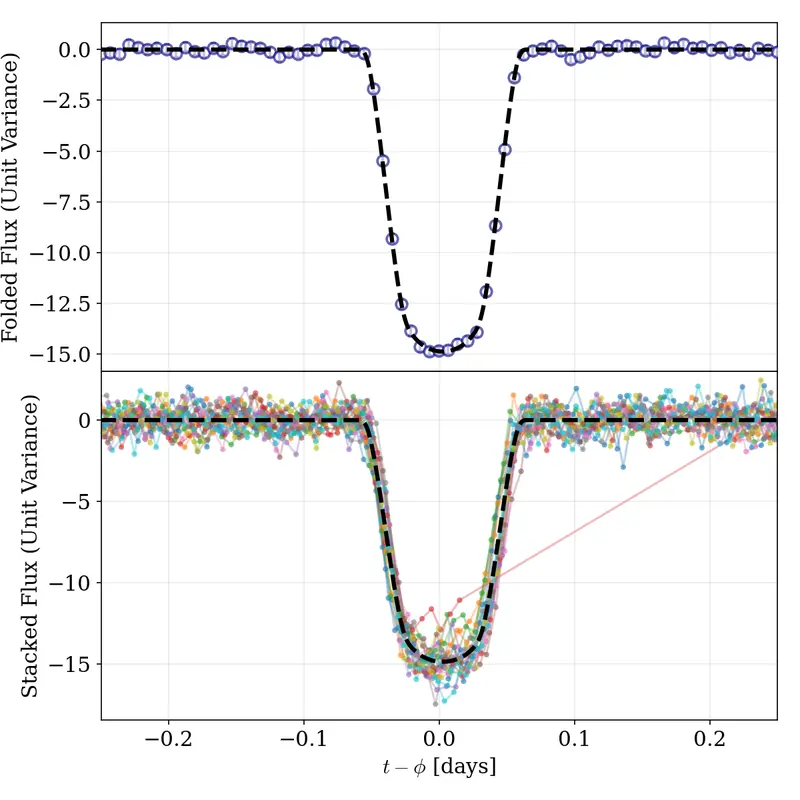 Folded Flux (Unit Variance)
0.0
−2.5
−5.0
−7.5
−10.0
−12.5
−15.0
Stacked Flux (Unit Variance)
0
−5
−10
−15
−0.2 −0.1 0.0 0.1 0.2
t − ϕ [days]